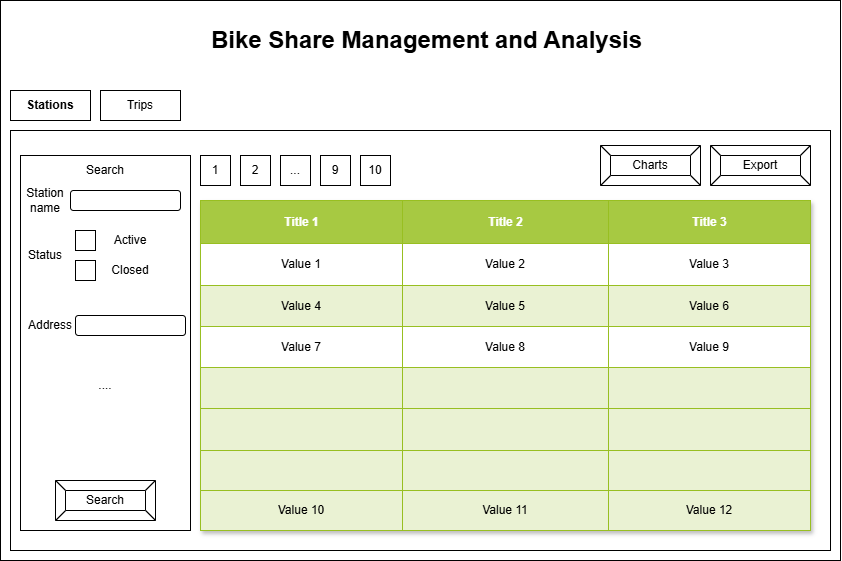 Bike Share Management and Analysis
Stations
Trips
Search
Station
name
Status
Active
Closed
Address
....
Search
1
2
...
9
10
Charts
Export
Title 1
Title 2
Title 3
Value 1
Value 2
Value 3
Value 4
Value 5
Value 6
Value 7
Value 8
Value 9
Value 10
Value 11
Value 12